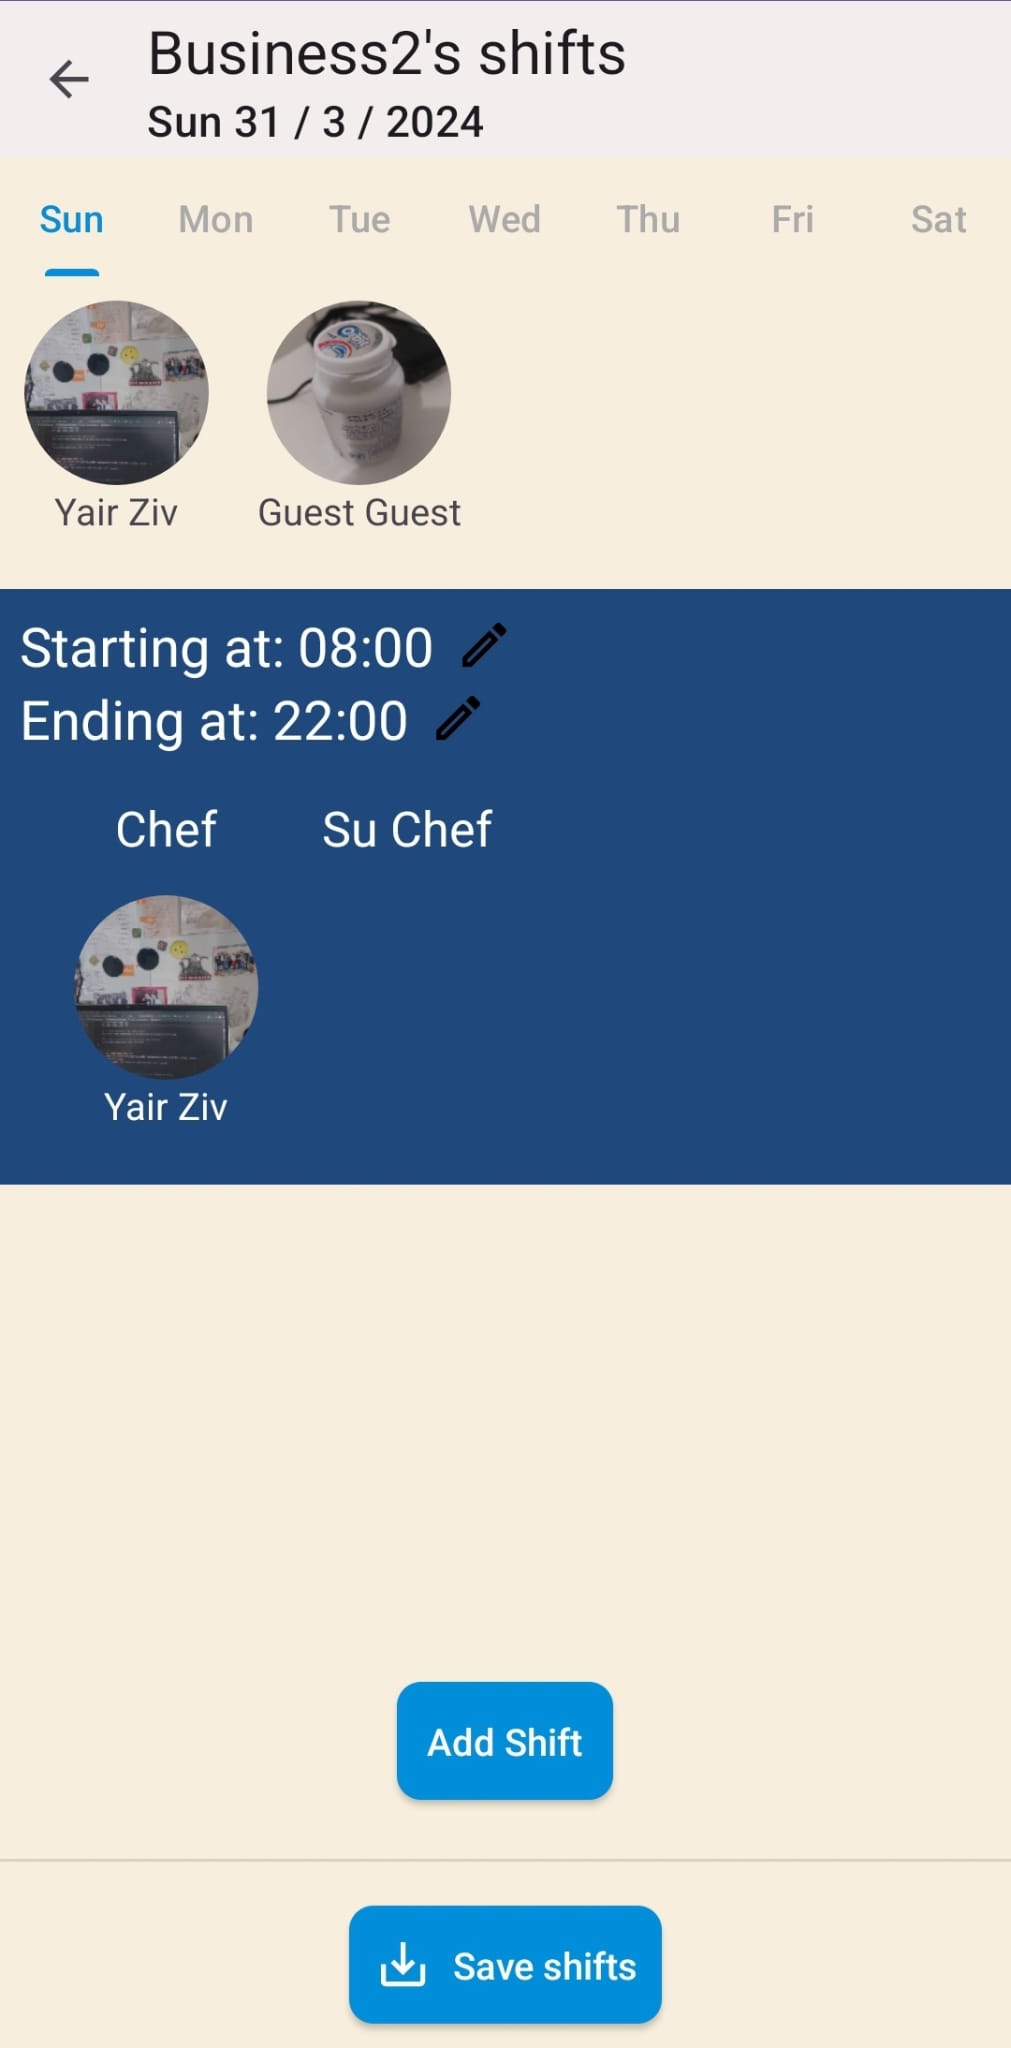 Business2's shifts
Sun 31 / 3 / 2024
Sun Mon Tue Wed Thu Fri Sat
Yair Ziv Guest Guest
Starting at: 08:00
Ending at: 22:00
Chef Su Chef
Yair Ziv
Add Shift
Save shifts